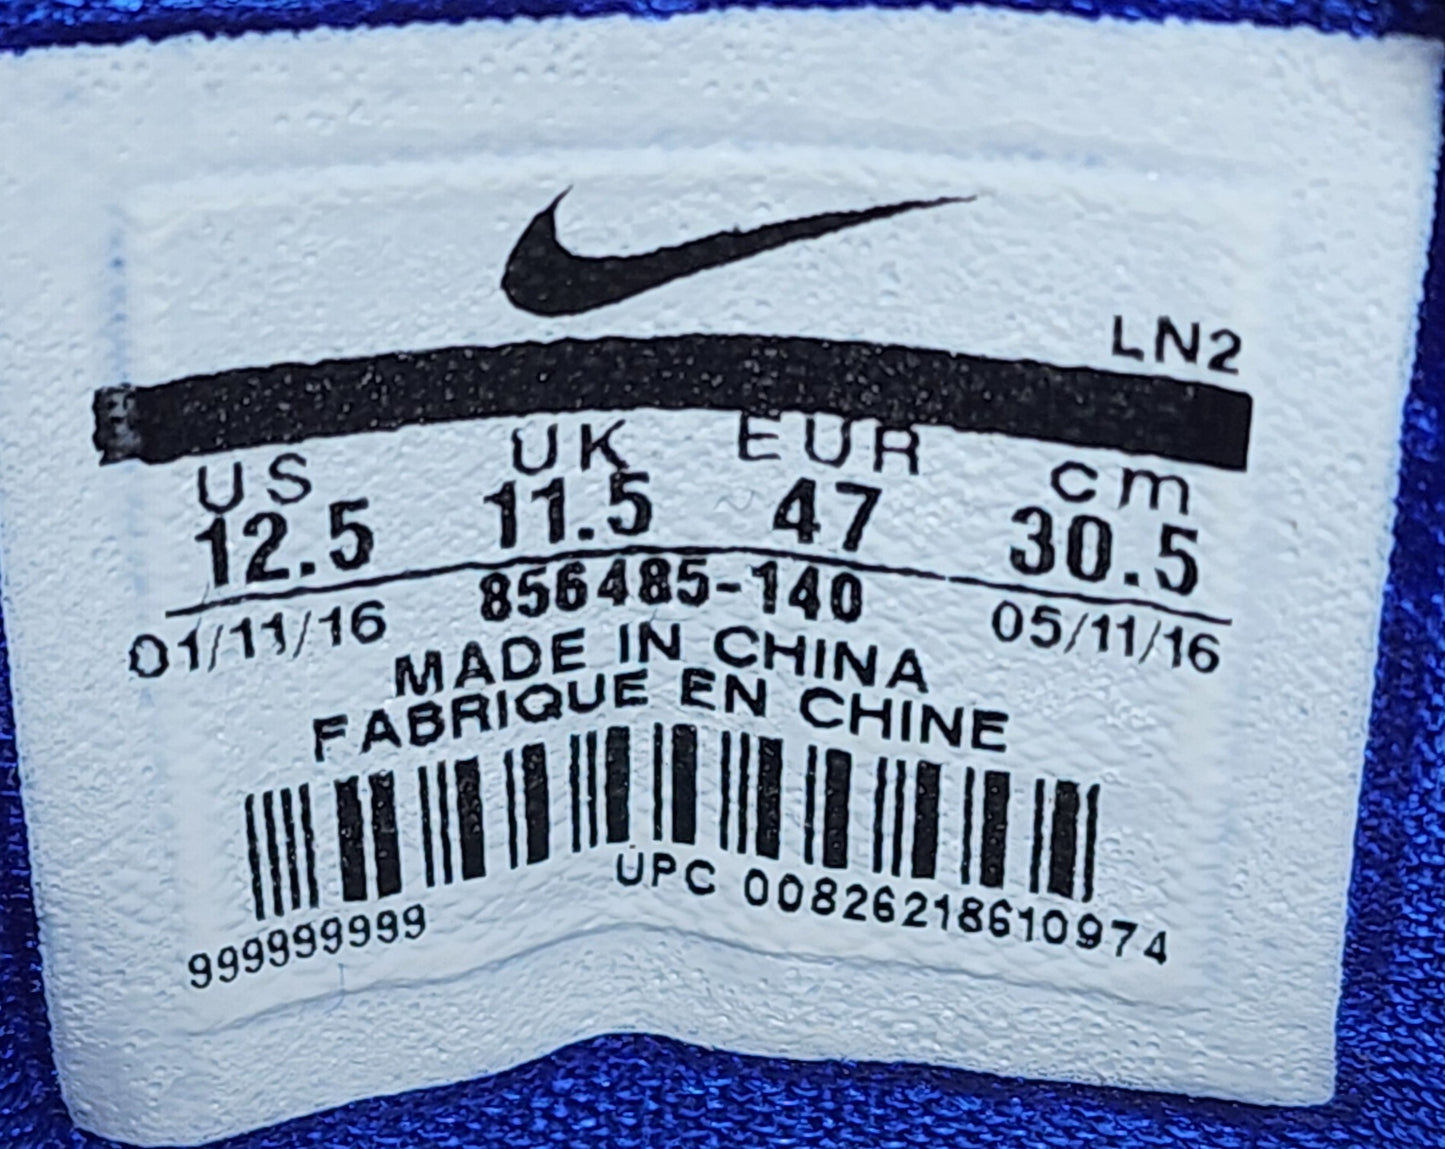 LN2
US UK EUR cm
12.5 11.5 47 30.5
01/11/16 856485-140 05/11/16
MADE IN CHINA
FABRIQUE EN CHINE
UPC 00826218610974
999999999